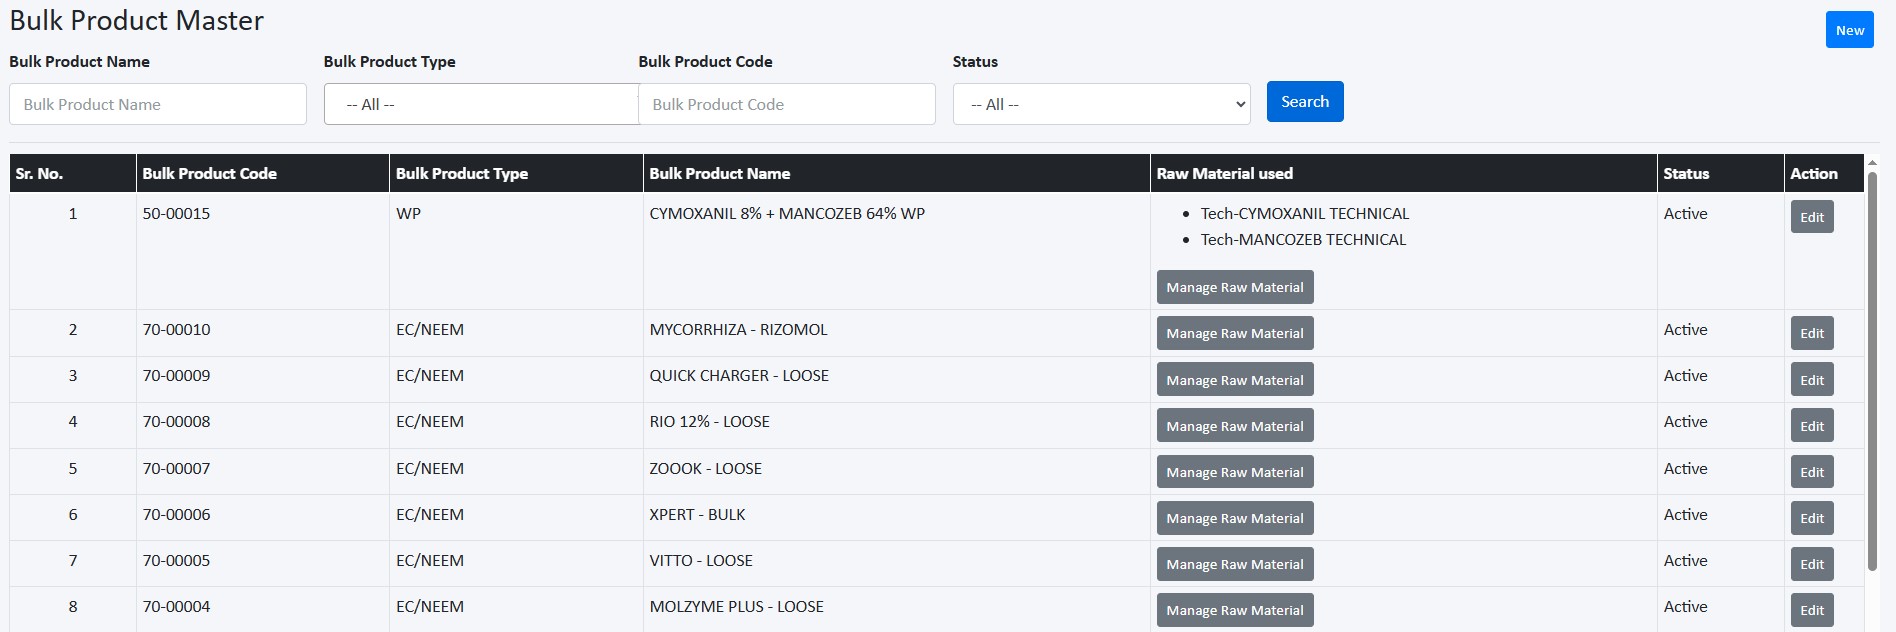 Bulk Product Master
New
Bulk Product Name Bulk Product Type Bulk Product Code Status
Bulk Product Name -- All -- Bulk Product Code -- All -- Search
Sr. No. Bulk Product Code Bulk Product Type Bulk Product Name Raw Material used Status Action
1 50-00015 WP CYMOXANIL 8% + MANCOZEB 64% WP Tech-CYMOXANIL TECHNICAL Active Edit
Tech-MANCOZEB TECHNICAL
Manage Raw Material
2 70-00010 EC/NEEM MYCORRHIZA - RIZOMOL Manage Raw Material Active Edit
3 70-00009 EC/NEEM QUICK CHARGER - LOOSE Manage Raw Material Active Edit
4 70-00008 EC/NEEM RIO 12% - LOOSE Manage Raw Material Active Edit
5 70-00007 EC/NEEM ZOOOK - LOOSE Manage Raw Material Active Edit
6 70-00006 EC/NEEM XPERT - BULK Manage Raw Material Active Edit
7 70-00005 EC/NEEM VITTO - LOOSE Manage Raw Material Active Edit
8 70-00004 EC/NEEM MOLZYME PLUS - LOOSE Manage Raw Material Active Edit